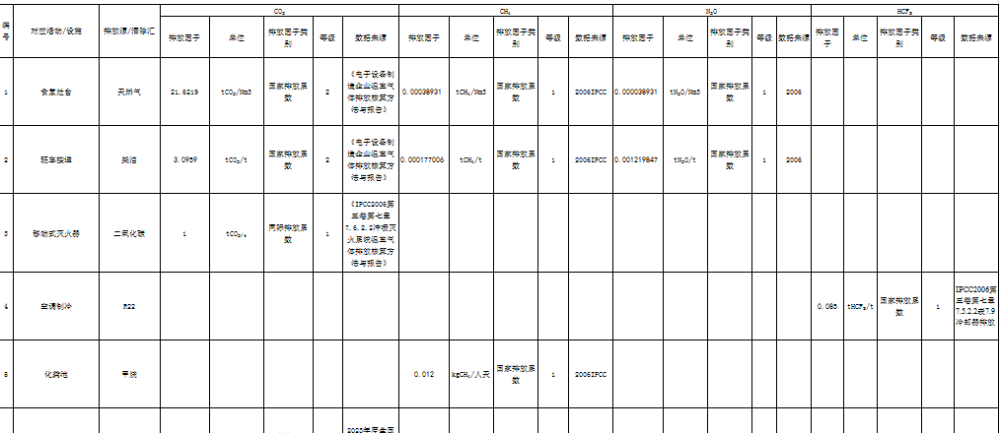 CO₂ CH₄ N₂O HCF₂
编号 对应活动/设施 排放源/清除汇 排放因子 单位 排放因子类别 等级 数据来源 排放因子 单位 排放因子类别 等级 数据来源 排放因子 单位 排放因子类别 等级 数据来源 排放因子 单位 排放因子类别 等级 数据来源
1 食堂灶台 天然气 21.6219 tCO₂/Nm3 国家排放系数 2 《电子设备制造企业温室气体排放核算方法与报告》 0.00038931 tCH₄/Nm3 国家排放系数 1 2006IPCC 0.000038931 tN₂O/Nm3 国家排放系数 1 2006
2 班车接运 柴油 3.0959 tCO₂/t 国家排放系数 2 《电子设备制造企业温室气体排放核算方法与报告》 0.000177006 tCH₄/t 国家排放系数 1 2006IPCC 0.001219847 tN₂O/t 国家排放系数 1 2006
3 移动式灭火器 二氧化碳 1 tCO₂/t 国际排放系数 1 《IPCC2006第三卷第七章7.6.2.2冲喷灭火系统温室气体排放核算方法与报告》
4 空调制冷 R22 0.085 tHCF₂/t 国家排放系数 1 IPCC2006第三卷第七章7.5.2.2表7.9冷却器排放
5 化粪池 甲烷 0.012 kgCH₄/人天 国家排放系数 1 2006IPCC
2023年度全国